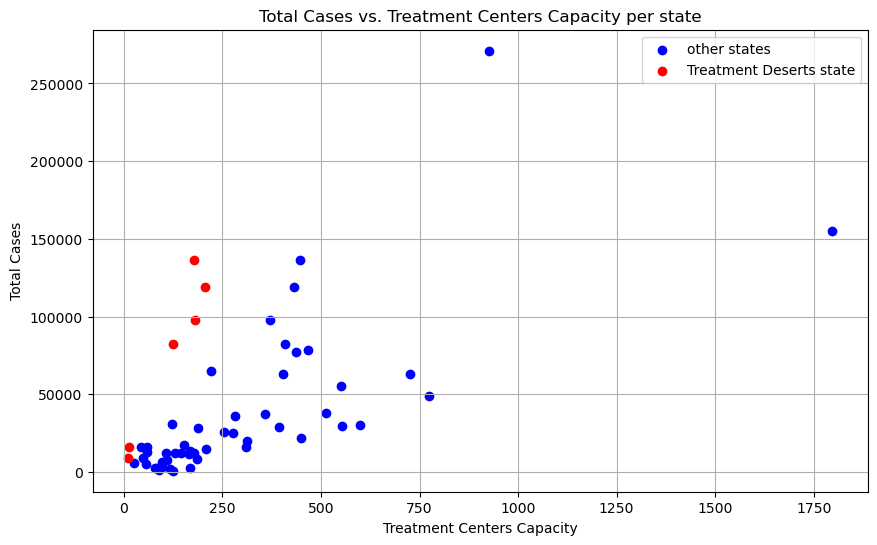 Total Cases vs. Treatment Centers Capacity per state
other states
Treatment Deserts state
250000
200000
150000
100000
50000
0
Total Cases
0 250 500 750 1000 1250 1500 1750
Treatment Centers Capacity